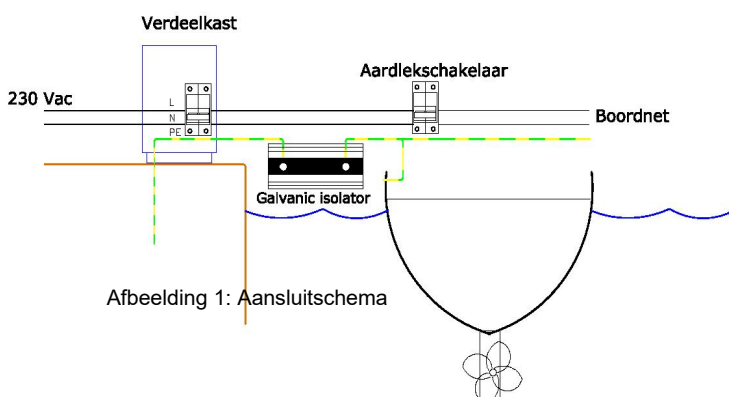 Verdeelkast
Aardlekschakelaar
230 Vac
L
N
PE
Boordnet
Galvanic isolator
Afbeelding 1: Aansluitschema